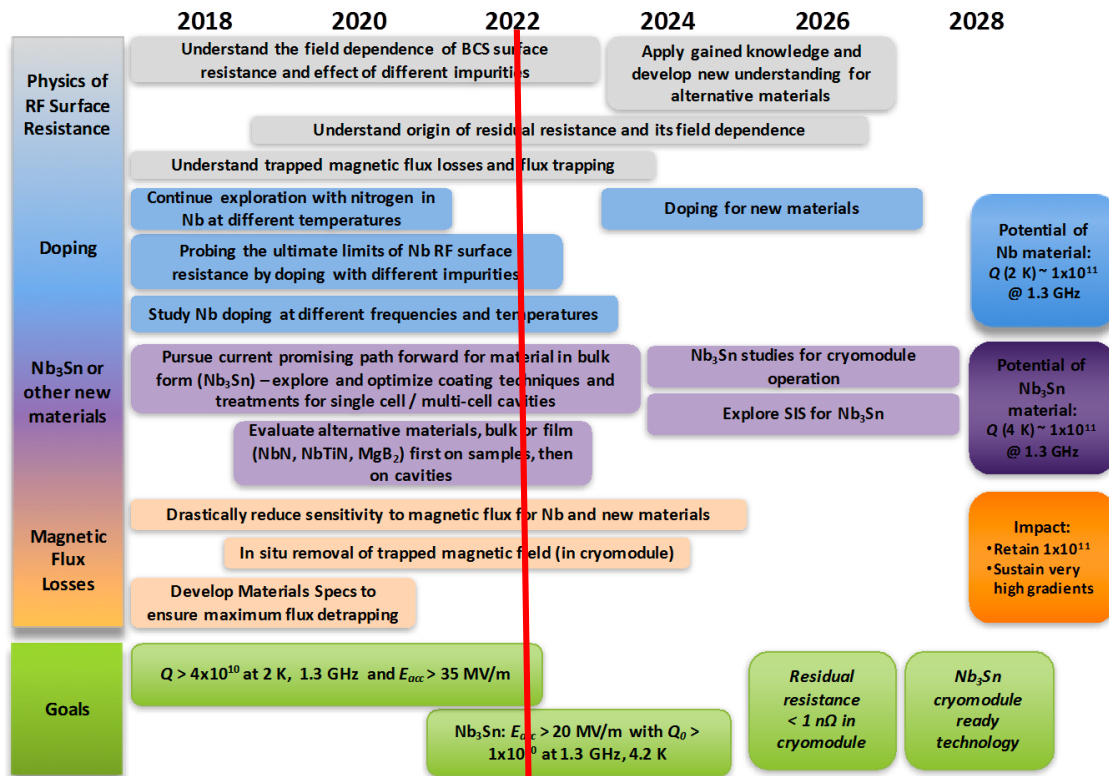 2018 2020 2022 2024 2026 2028
Physics of
RF Surface
Resistance
Understand the field dependence of BCS surface
resistance and effect of different impurities
Apply gained knowledge and
develop new understanding for
alternative materials
Understand origin of residual resistance and its field dependence
Understand trapped magnetic flux losses and flux trapping
Doping
Continue exploration with nitrogen in
Nb at different temperatures
Doping for new materials
Probing the ultimate limits of Nb RF surface
resistance by doping with different impurities
Study Nb doping at different frequencies and temperatures
Potential of
Nb material:
Q (2 K) ~ 1x10¹¹
@ 1.3 GHz
Nb₃Sn or
other new
materials
Pursue current promising path forward for material in bulk
form (Nb₃Sn) – explore and optimize coating techniques and
treatments for single cell / multi-cell cavities
Nb₃Sn studies for cryomodule
operation
Explore SIS for Nb₃Sn
Evaluate alternative materials, bulk or film
(NbN, NbTiN, MgB₂) first on samples, then
on cavities
Potential of
Nb₃Sn
material:
Q (4 K) ~ 1x10¹¹
@ 1.3 GHz
Magnetic
Flux
Losses
Drastically reduce sensitivity to magnetic flux for Nb and new materials
In situ removal of trapped magnetic field (in cryomodule)
Develop Materials Specs to
ensure maximum flux detrapping
Impact:
• Retain 1x10¹¹
• Sustain very
high gradients
Goals
Q > 4x10¹⁰ at 2 K, 1.3 GHz and E_acc > 35 MV/m
Nb₃Sn: E_acc > 20 MV/m with Q₀ >
1x10¹⁰ at 1.3 GHz, 4.2 K
Residual
resistance
< 1 nΩ in
cryomodule
Nb₃Sn
cryomodule
ready
technology